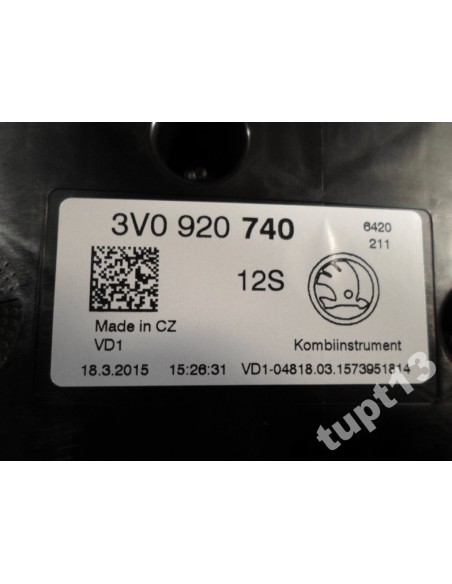 3V0 920 740
6420
211
12S
Made in CZ
VD1
Kombiinstrument
18.3.2015 15:26:31 VD1-04818.03.1573951814
tupt13